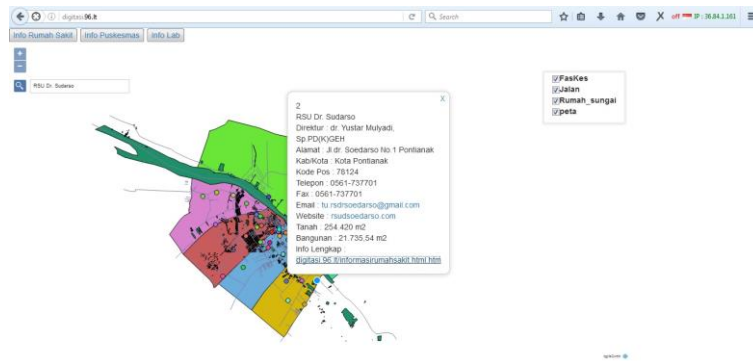 digitasi.96.lt
Search
off IP : 36.84.1.161
Info Rumah Sakit Info Puskesmas Info Lab
+
−
RSU Dr. Sudarso
X
2
RSU Dr. Sudarso
Direktur : dr. Yustar Mulyadi,
Sp.PD(K)GEH
Alamat : Jl.dr. Soedarso No.1 Pontianak
Kab/Kota : Kota Pontianak
Kode Pos : 78124
Telepon : 0561-737701
Fax : 0561-737701
Email : tu.rsdrsoedarso@gmail.com
Website : rsudsoedarso.com
Tanah : 254.420 m2
Bangunan : 21.735,54 m2
Info Lengkap :
digitasi.96.lt/informasirumahsakit.html.htm
FasKes
Jalan
Rumah_sungai
peta